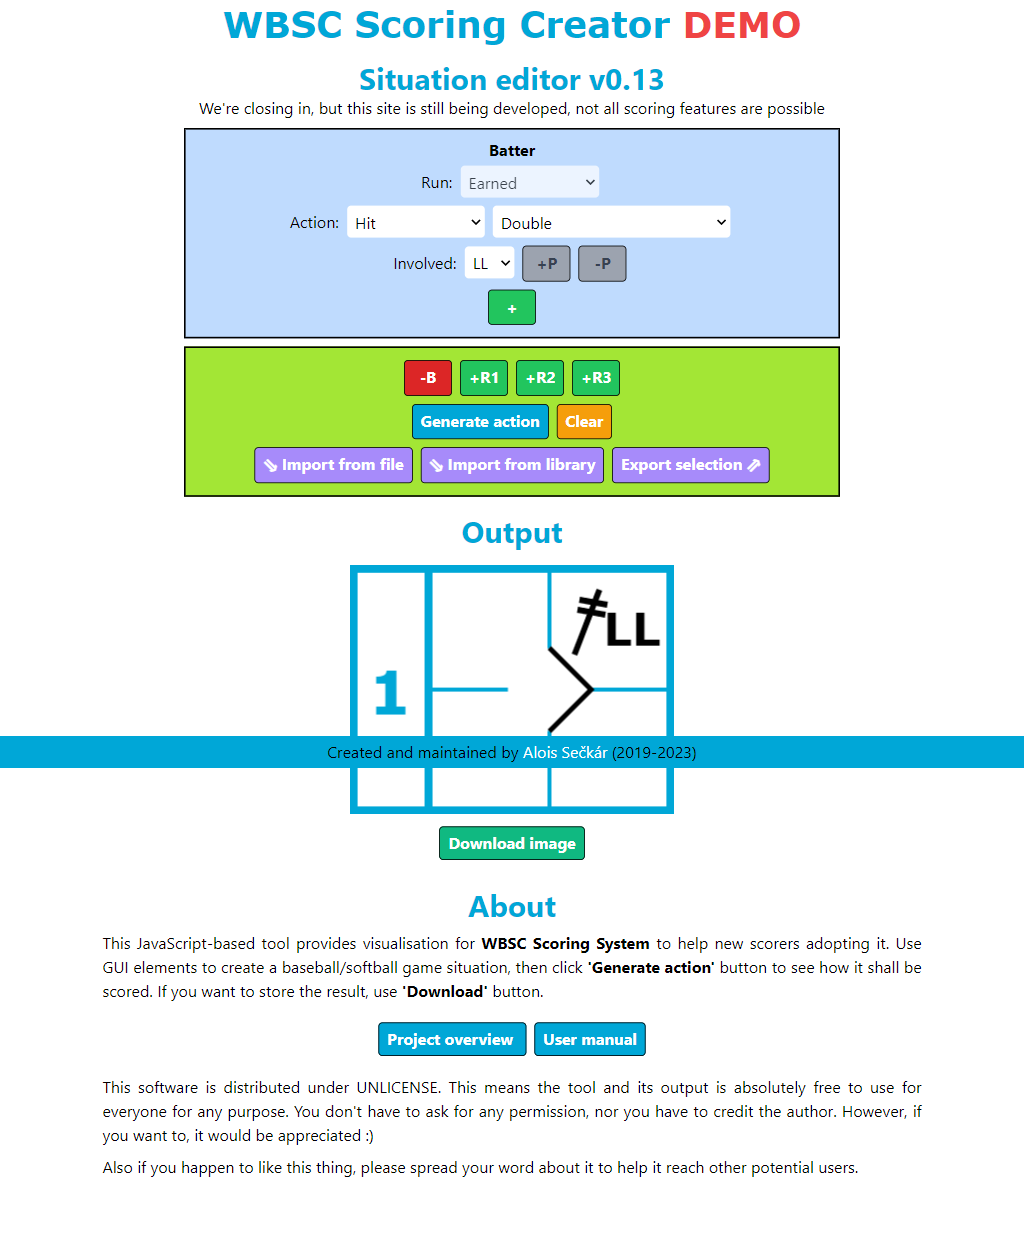 WBSC Scoring Creator DEMO
Situation editor v0.13
We're closing in, but this site is still being developed, not all scoring features are possible
Batter
Run: Earned
Action: Hit Double
Involved: LL +P -P
+
-B +R1 +R2 +R3
Generate action Clear
⇘ Import from file ⇘ Import from library Export selection ⇗
Output
LL
1
Created and maintained by Alois Sečkár (2019-2023)
Download image
About
This JavaScript-based tool provides visualisation for WBSC Scoring System to help new scorers adopting it. Use
GUI elements to create a baseball/softball game situation, then click 'Generate action' button to see how it shall be
scored. If you want to store the result, use 'Download' button.
Project overview User manual
This software is distributed under UNLICENSE. This means the tool and its output is absolutely free to use for
everyone for any purpose. You don't have to ask for any permission, nor you have to credit the author. However, if
you want to, it would be appreciated :)
Also if you happen to like this thing, please spread your word about it to help it reach other potential users.